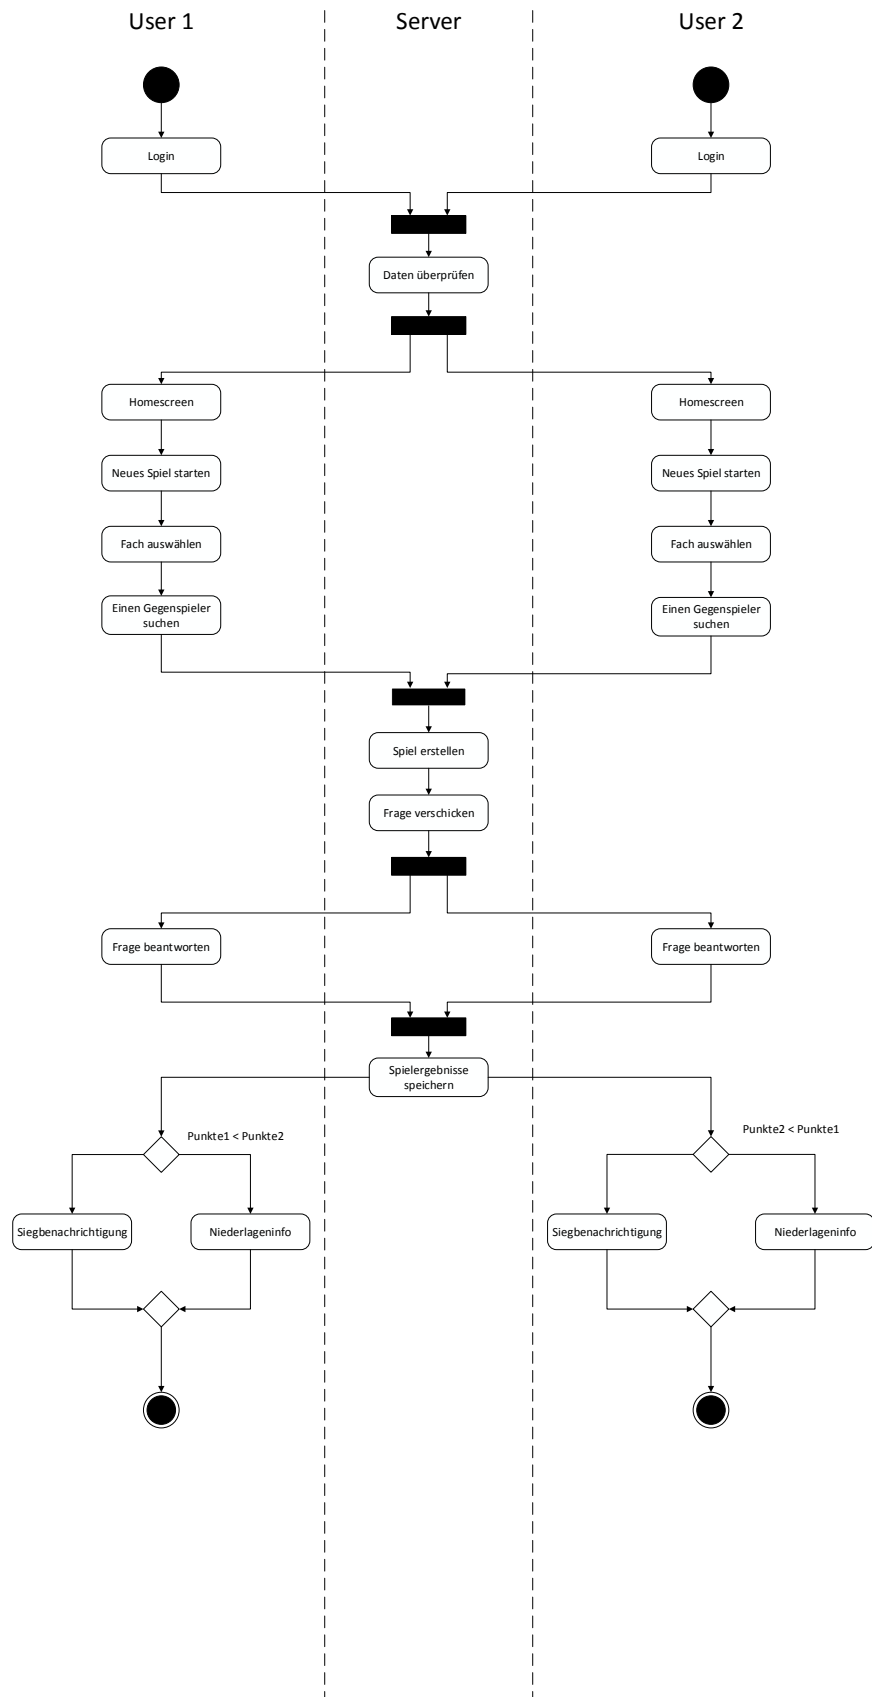 User 1
Server
User 2
Login
Login
Daten überprüfen
Homescreen
Homescreen
Neues Spiel starten
Neues Spiel starten
Fach auswählen
Fach auswählen
Einen Gegenspieler
suchen
Einen Gegenspieler
suchen
Spiel erstellen
Frage verschicken
Frage beantworten
Frage beantworten
Spielergebnisse
speichern
Punkte1 < Punkte2
Punkte2 < Punkte1
Siegbenachrichtigung
Niederlageninfo
Siegbenachrichtigung
Niederlageninfo